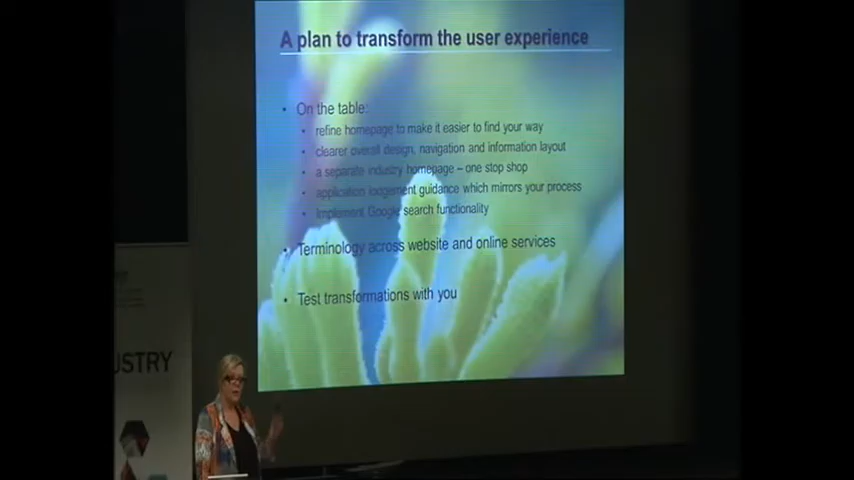 A plan to transform the user experience
• On the table:
• refine homepage to make it easier to find your way
• clearer overall design, navigation and information layout
• a separate industry homepage – one stop shop
• application lodgement guidance which mirrors your process
• Implement Google search functionality
• Terminology across website and online services
• Test transformations with you
USTRY